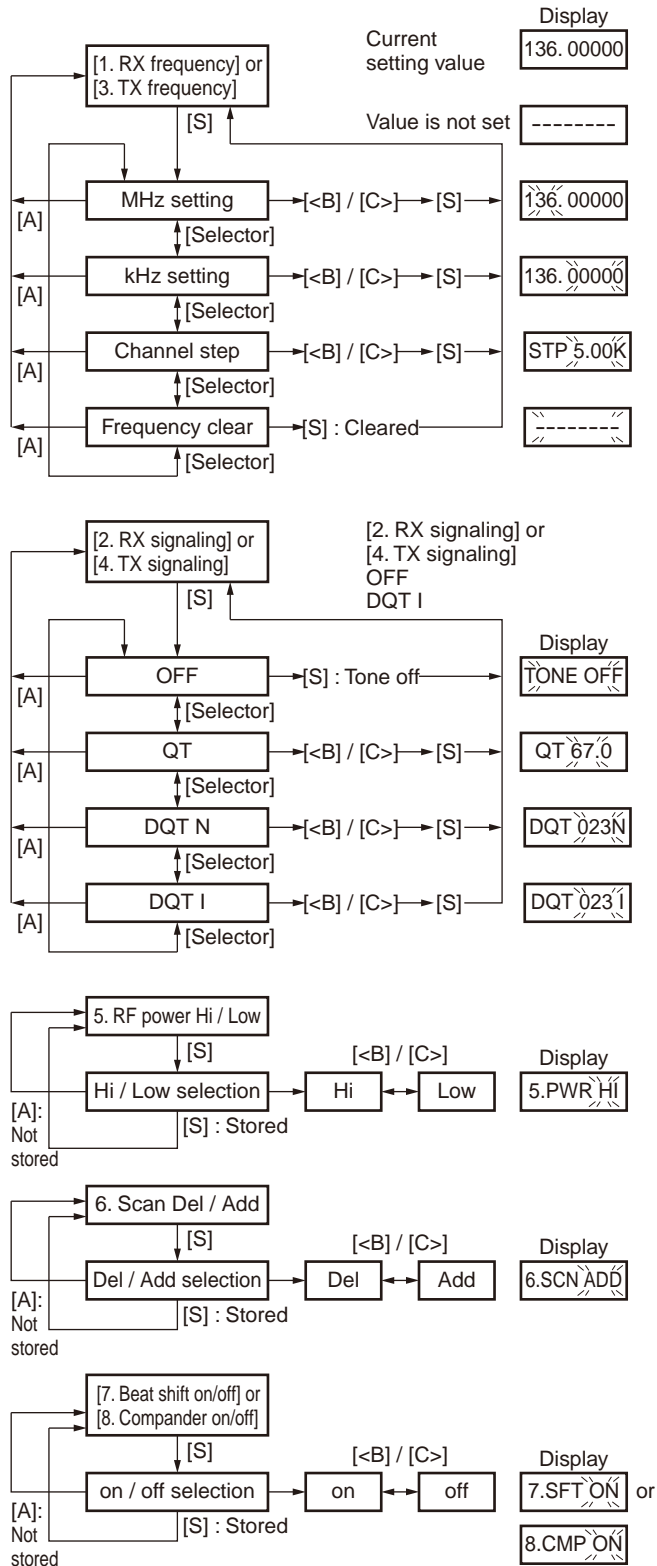 Display
Current
setting value
136. 00000
[1. RX frequency] or
[3. TX frequency]
[S]
Value is not set
--------
MHz setting
[<B] / [C>]
[S]
136. 00000
[A]
[Selector]
kHz setting
[<B] / [C>]
[S]
136. 00000
[A]
[Selector]
Channel step
[<B] / [C>]
[S]
STP 5.00K
[A]
[Selector]
Frequency clear
[S] : Cleared
--------
[A]
[Selector]
[2. RX signaling] or
[4. TX signaling]
[S]
[2. RX signaling] or
[4. TX signaling]
OFF
DQT I
Display
OFF
[S] : Tone off
TONE OFF
[A]
[Selector]
QT
[<B] / [C>]
[S]
QT 67.0
[A]
[Selector]
DQT N
[<B] / [C>]
[S]
DQT 023N
[A]
[Selector]
DQT I
[<B] / [C>]
[S]
DQT 023 I
[A]
[Selector]
5. RF power Hi / Low
[S]
[<B] / [C>]
Display
Hi / Low selection
Hi
Low
5.PWR HI
[A]:
Not
stored
[S] : Stored
6. Scan Del / Add
[S]
[<B] / [C>]
Display
Del / Add selection
Del
Add
6.SCN ADD
[A]:
Not
stored
[S] : Stored
[7. Beat shift on/off] or
[8. Compander on/off]
[S]
[<B] / [C>]
Display
on / off selection
on
off
7.SFT ON or
[A]:
Not
stored
[S] : Stored
8.CMP ON